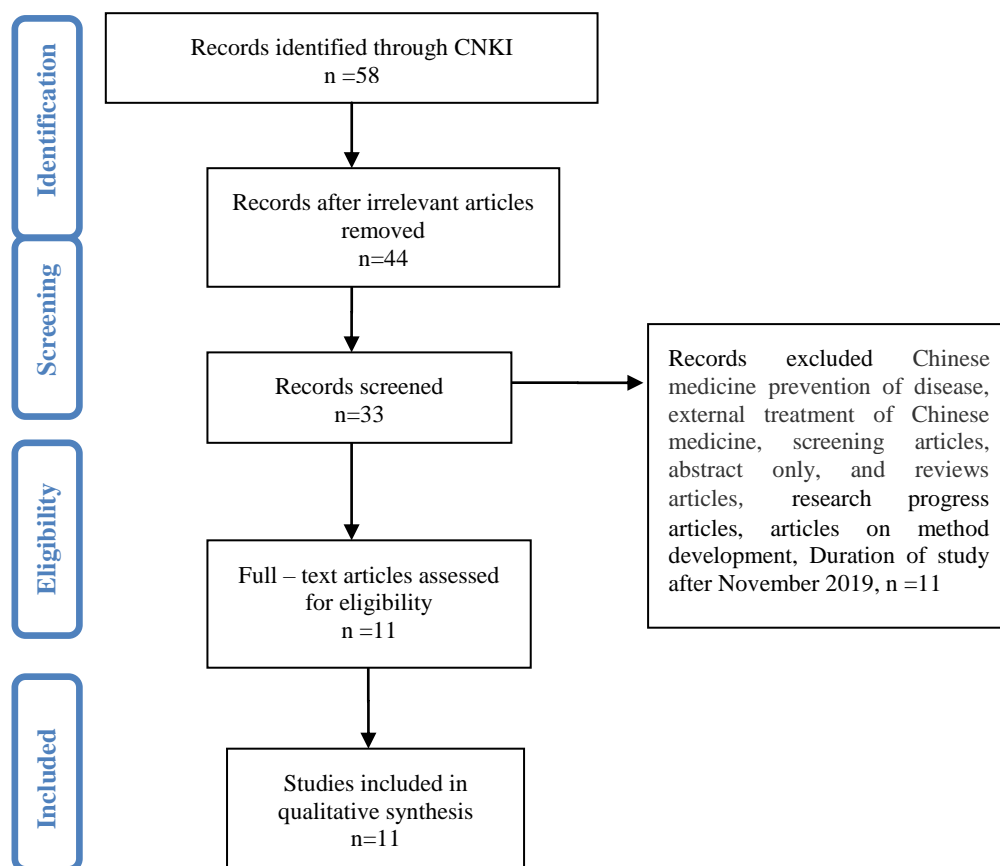 Identification
Records identified through CNKI
n =58
Records after irrelevant articles
removed
n=44
Screening
Records screened
n=33
Records excluded Chinese
medicine prevention of disease,
external treatment of Chinese
medicine, screening articles,
abstract only, and reviews
articles, research progress
articles, articles on method
development, Duration of study
after November 2019, n =11
Eligibility
Full – text articles assessed
for eligibility
n =11
Included
Studies included in
qualitative synthesis
n=11